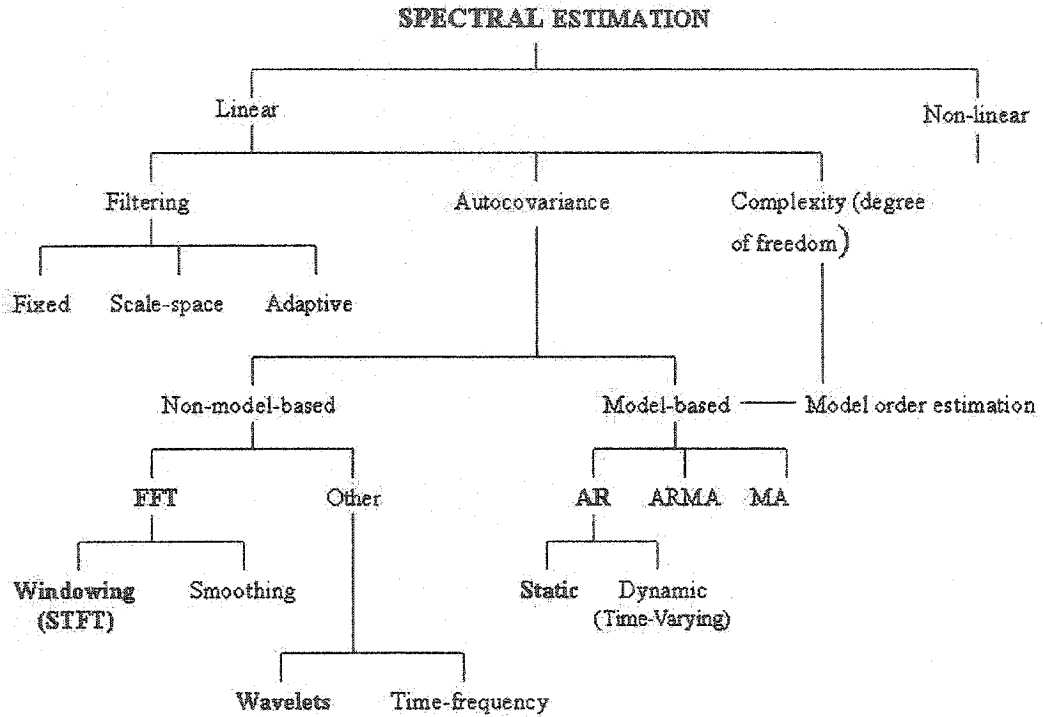 SPECTRAL ESTIMATION
Linear
Non-linear
Filtering
Autocovariance
Complexity (degree
of freedom)
Fixed
Scale-space
Adaptive
Non-model-based
Model-based
Model order estimation
FFT
Other
AR
ARMA
MA
Windowing
(STFT)
Smoothing
Static
Dynamic
(Time-Varying)
Wavelets
Time-frequency